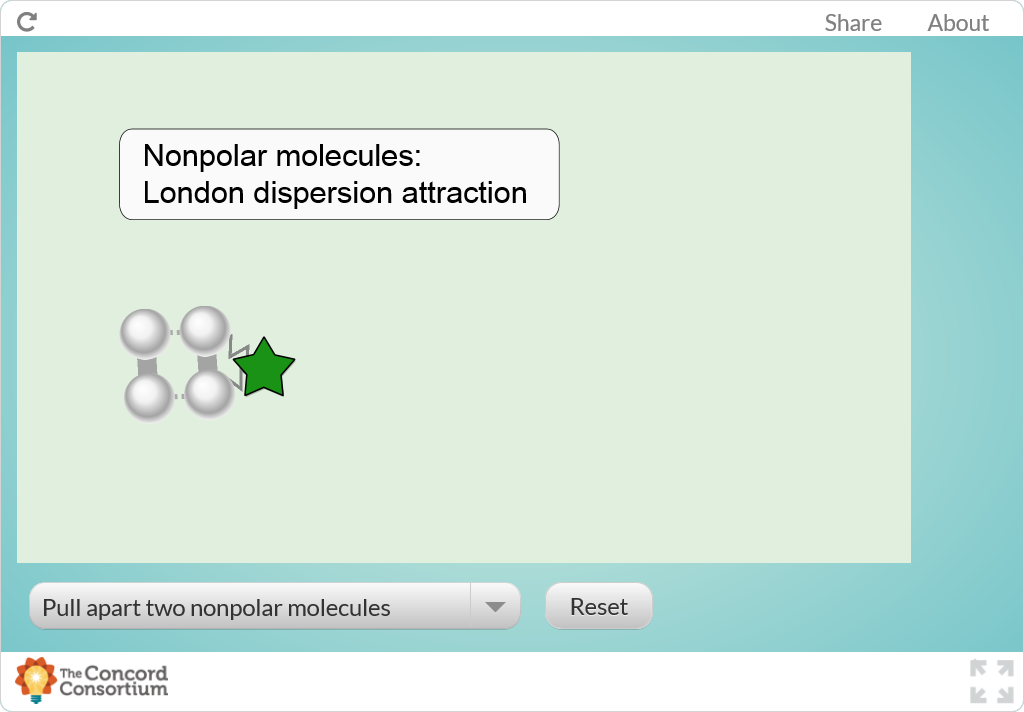 Share About
Nonpolar molecules:
London dispersion attraction
Pull apart two nonpolar molecules Reset
The Concord
Consortium